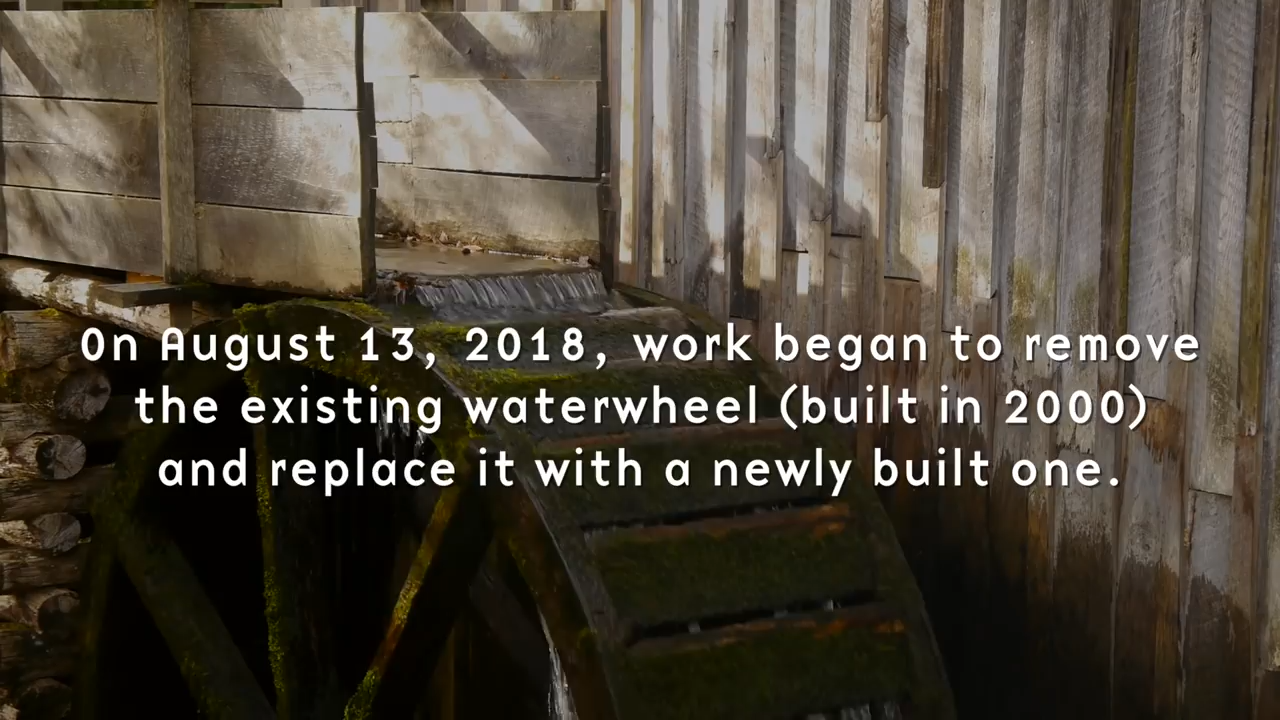 On August 13, 2018, work began to remove
the existing waterwheel (built in 2000)
and replace it with a newly built one.